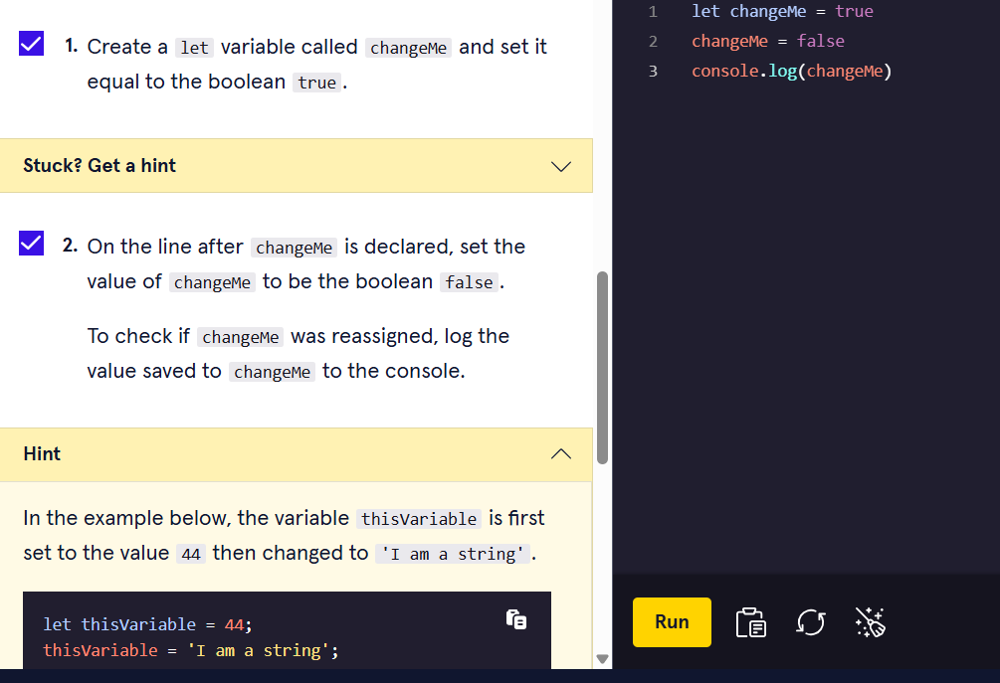 1. Create a let variable called changeMe and set it
equal to the boolean true.
Stuck? Get a hint
2. On the line after changeMe is declared, set the
value of changeMe to be the boolean false.
To check if changeMe was reassigned, log the
value saved to changeMe to the console.
Hint
In the example below, the variable thisVariable is first
set to the value 44 then changed to 'I am a string'.
let thisVariable = 44;
thisVariable = 'I am a string';
1 let changeMe = true
2 changeMe = false
3 console.log(changeMe)
Run